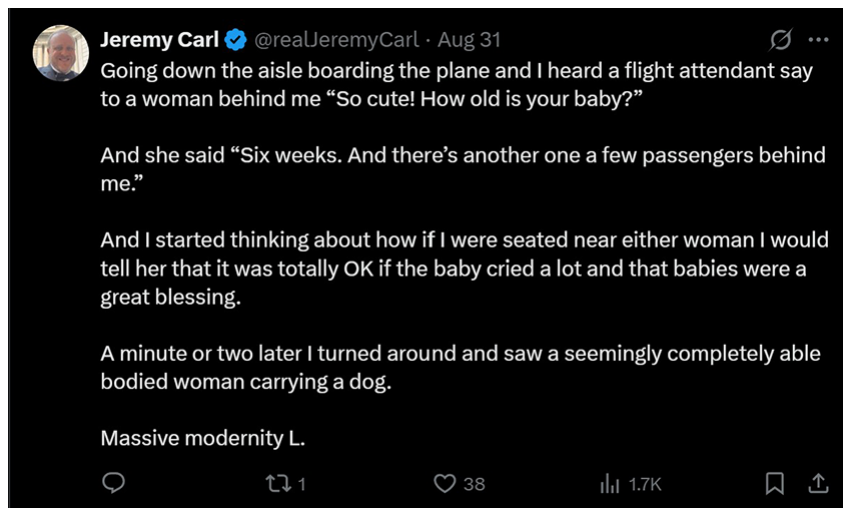 Jeremy Carl @realJeremyCarl · Aug 31
Going down the aisle boarding the plane and I heard a flight attendant say
to a woman behind me “So cute! How old is your baby?”
And she said “Six weeks. And there’s another one a few passengers behind
me.”
And I started thinking about how if I were seated near either woman I would
tell her that it was totally OK if the baby cried a lot and that babies were a
great blessing.
A minute or two later I turned around and saw a seemingly completely able
bodied woman carrying a dog.
Massive modernity L.
1 38 1.7K